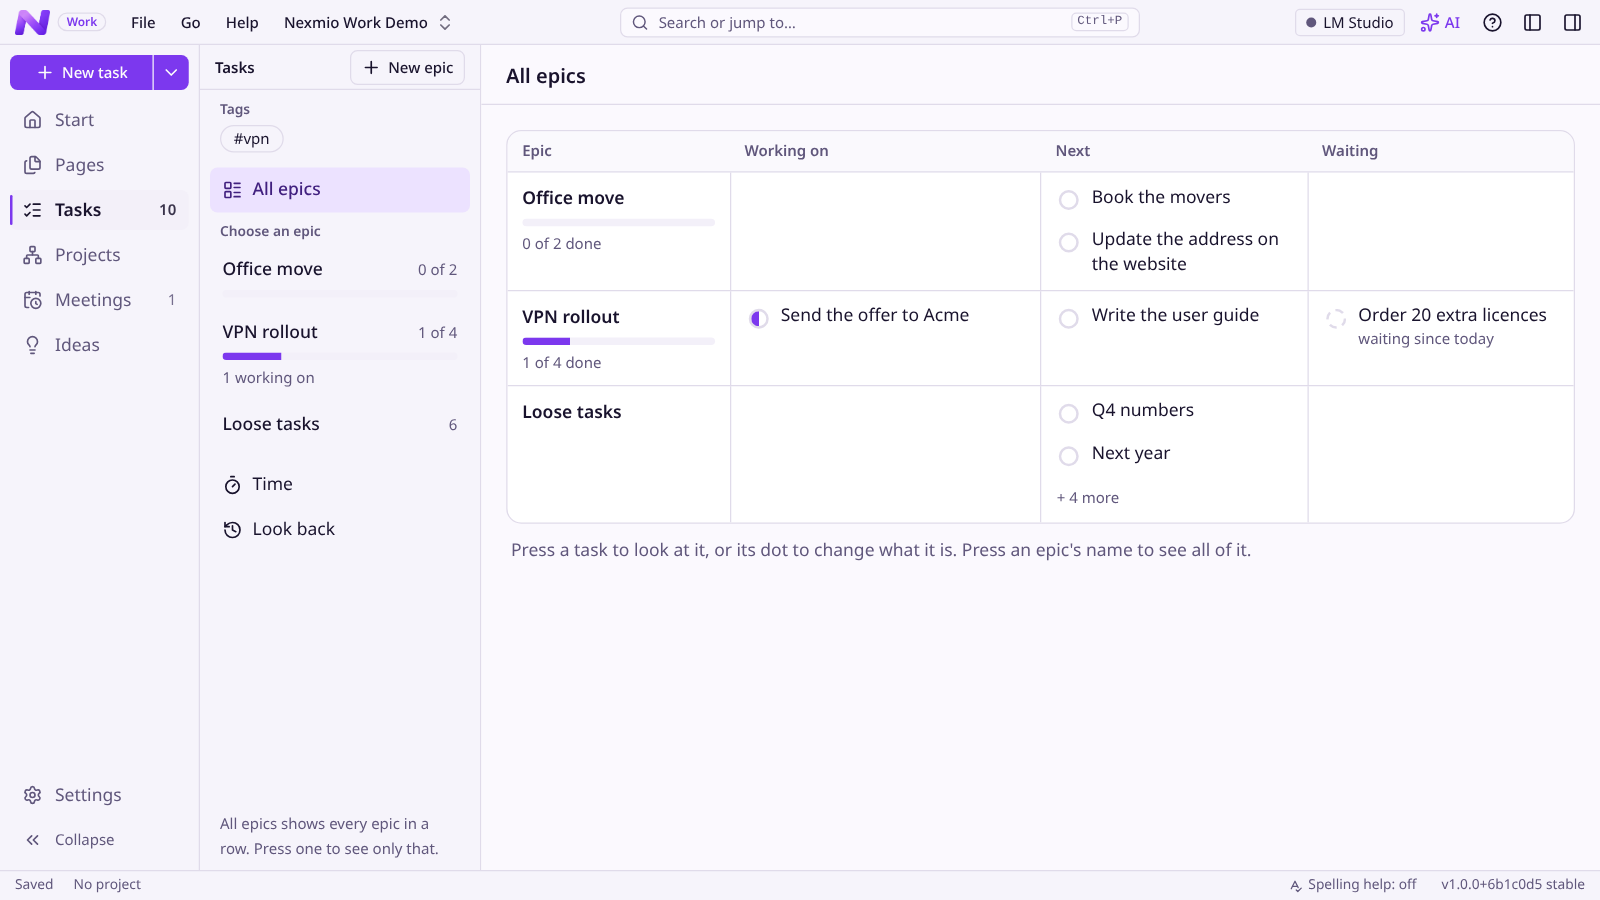 Work
File
Go
Help
Nexmio Work Demo
Search or jump to...
Ctrl+P
LM Studio
AI
New task
Start
Pages
Tasks 10
Projects
Meetings 1
Ideas
Settings
Collapse
Tasks
New epic
Tags
#vpn
All epics
Choose an epic
Office move 0 of 2
VPN rollout 1 of 4
1 working on
Loose tasks 6
Time
Look back
All epics shows every epic in a
row. Press one to see only that.
All epics
Epic Working on Next Waiting
Office move
0 of 2 done
Book the movers
Update the address on
the website
VPN rollout
1 of 4 done
Send the offer to Acme
Write the user guide
Order 20 extra licences
waiting since today
Loose tasks
Q4 numbers
Next year
+ 4 more
Press a task to look at it, or its dot to change what it is. Press an epic's name to see all of it.
Saved
No project
Spelling help: off
v1.0.0+6b1c0d5 stable